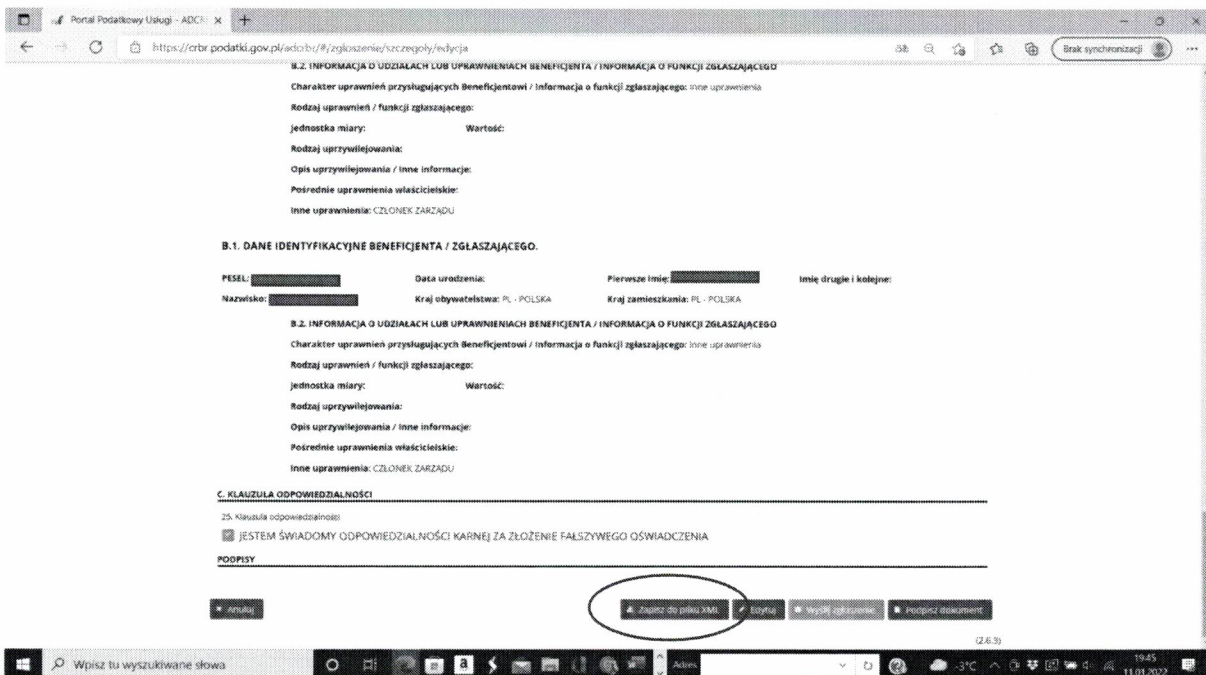 Portal Podatkowy Usługi - ADCR
https://crbr.podatki.gov.pl/adcrbr/#/zgloszenie/szczegoly/edycja
Brak synchronizacji
B.2. INFORMACJA O UDZIAŁACH LUB UPRAWNIENIACH BENEFICJENTA / INFORMACJA O FUNKCJI ZGŁASZAJĄCEGO
Charakter uprawnień przysługujących Beneficjentowi / Informacja o funkcji zgłaszającego: Inne uprawnienia
Rodzaj uprawnień / funkcji zgłaszającego:
Jednostka miary: Wartość:
Rodzaj uprzywilejowania:
Opis uprzywilejowania / Inne informacje:
Pośrednie uprawnienia właścicielskie:
Inne uprawnienia: CZŁONEK ZARZĄDU
B.1. DANE IDENTYFIKACYJNE BENEFICJENTA / ZGŁASZAJĄCEGO.
PESEL: Data urodzenia: Pierwsze imię: Imię drugie i kolejne:
Nazwisko: Kraj obywatelstwa: PL - POLSKA Kraj zamieszkania: PL - POLSKA
B.2. INFORMACJA O UDZIAŁACH LUB UPRAWNIENIACH BENEFICJENTA / INFORMACJA O FUNKCJI ZGŁASZAJĄCEGO
Charakter uprawnień przysługujących Beneficjentowi / Informacja o funkcji zgłaszającego: Inne uprawnienia
Rodzaj uprawnień / funkcji zgłaszającego:
Jednostka miary: Wartość:
Rodzaj uprzywilejowania:
Opis uprzywilejowania / Inne informacje:
Pośrednie uprawnienia właścicielskie:
Inne uprawnienia: CZŁONEK ZARZĄDU
C. KLAUZULA ODPOWIEDZIALNOŚCI
25. Klauzula odpowiedzialności
JESTEM ŚWIADOMY ODPOWIEDZIALNOŚCI KARNEJ ZA ZŁOŻENIE FAŁSZYWEGO OŚWIADCZENIA
PODPISY
Anuluj Zapisz do pliku XML Edytuj Wyślij zgłoszenie Podpisz dokument
(2.6.3)
Wpisz tu wyszukiwane słowa Adres -3°C 19:45
11.01.2022